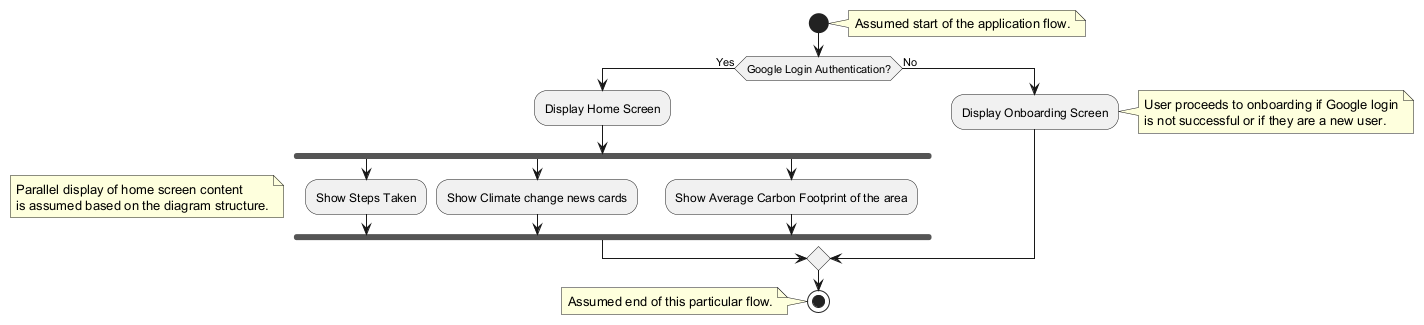 Assumed start of the application flow.
Yes
Google Login Authentication?
No
Display Home Screen
Display Onboarding Screen
User proceeds to onboarding if Google login
is not successful or if they are a new user.
Parallel display of home screen content
is assumed based on the diagram structure.
Show Steps Taken
Show Climate change news cards
Show Average Carbon Footprint of the area
Assumed end of this particular flow.